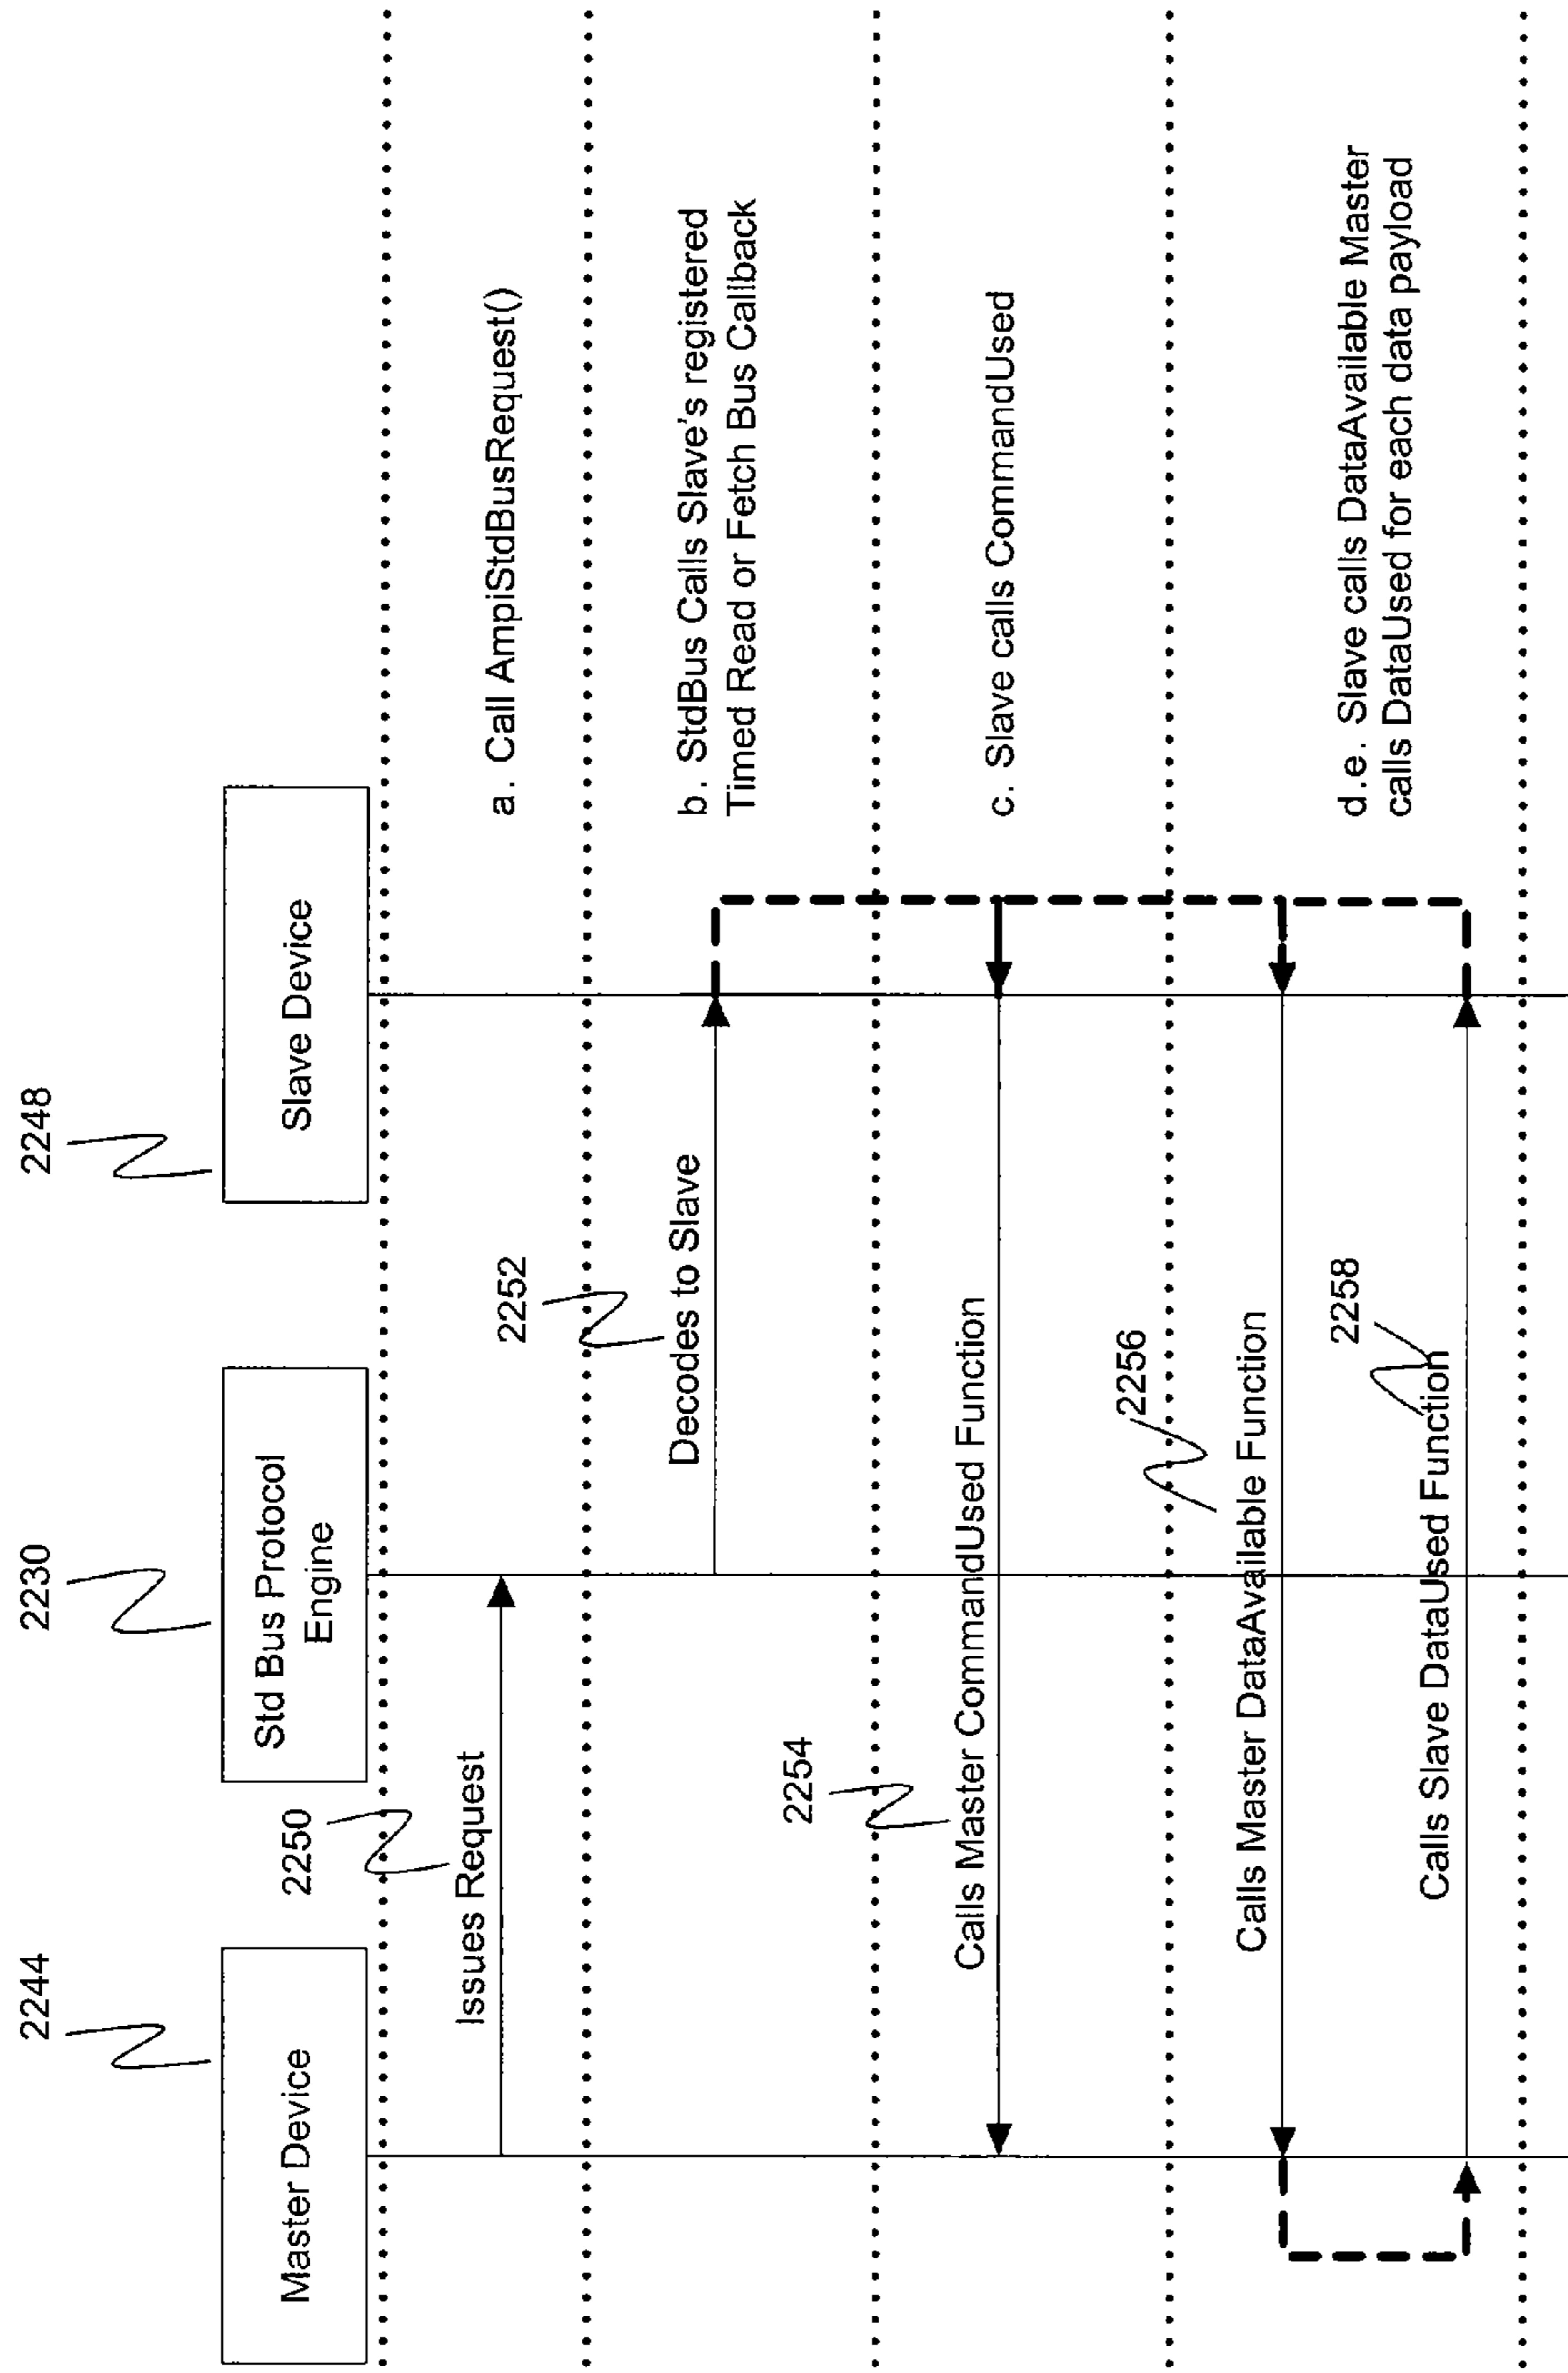 2244
2230
2248
Master Device
Std Bus Protocol
Engine
Slave Device
2250
Issues Request
a. Call AmpiStdBusRequest()
2252
Decodes to Slave
b. StdBus Calls Slave's registered
Timed Read or Fetch Bus Callback
2254
Calls Master CommandUsed Function
c. Slave calls CommandUsed
2256
Calls Master DataAvailable Function
2258
Calls Slave DataUsed Function
d.e. Slave calls DataAvailable Master
calls DataUsed for each data payload